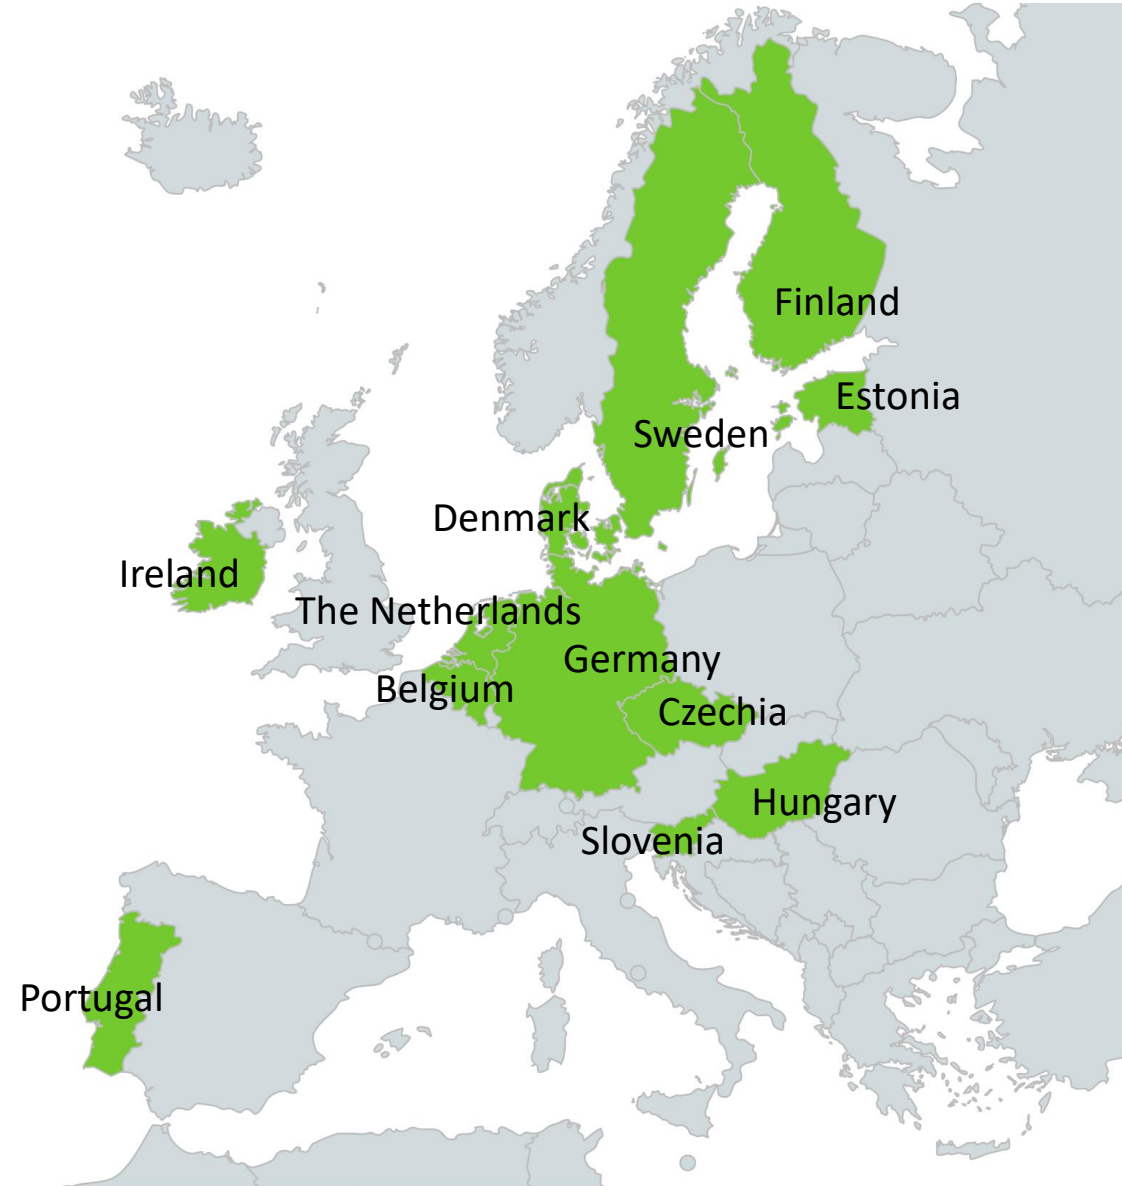 Finland
Estonia
Sweden
Denmark
Ireland
The Netherlands
Germany
Belgium
Czechia
Hungary
Slovenia
Portugal